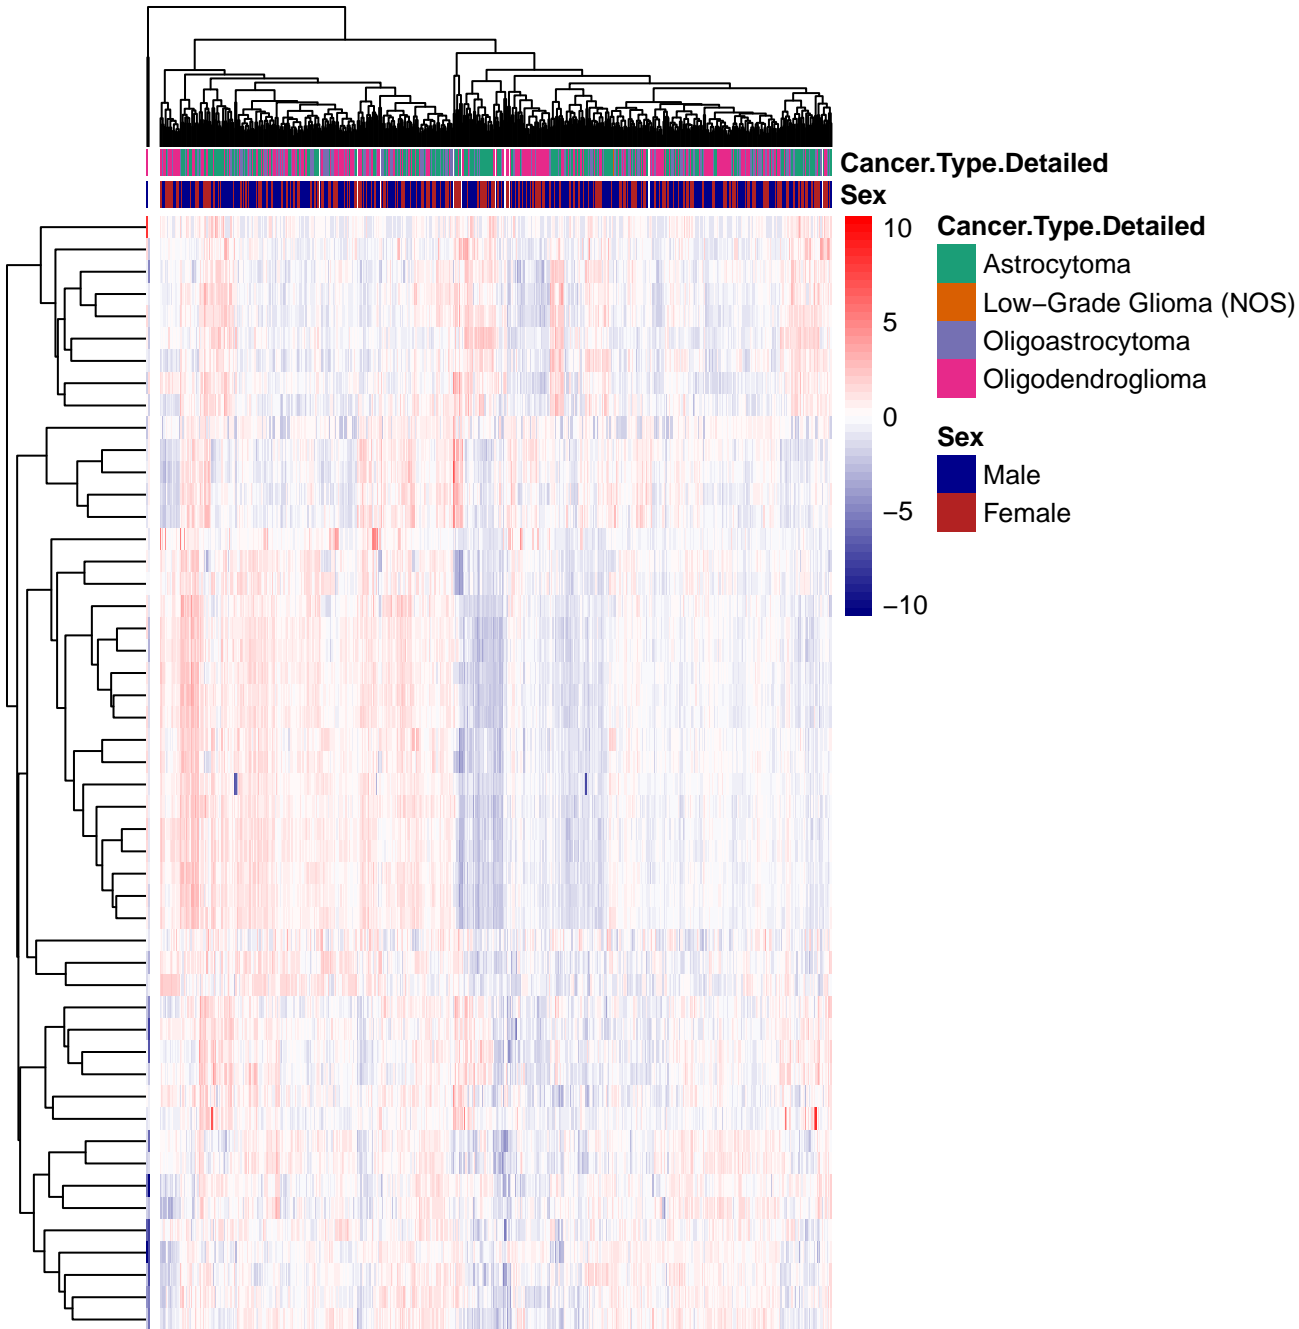 Cancer.Type.Detailed
Sex
10
5
0
−5
−10
Cancer.Type.Detailed
Astrocytoma
Low−Grade Glioma (NOS)
Oligoastrocytoma
Oligodendroglioma
Sex
Male
Female